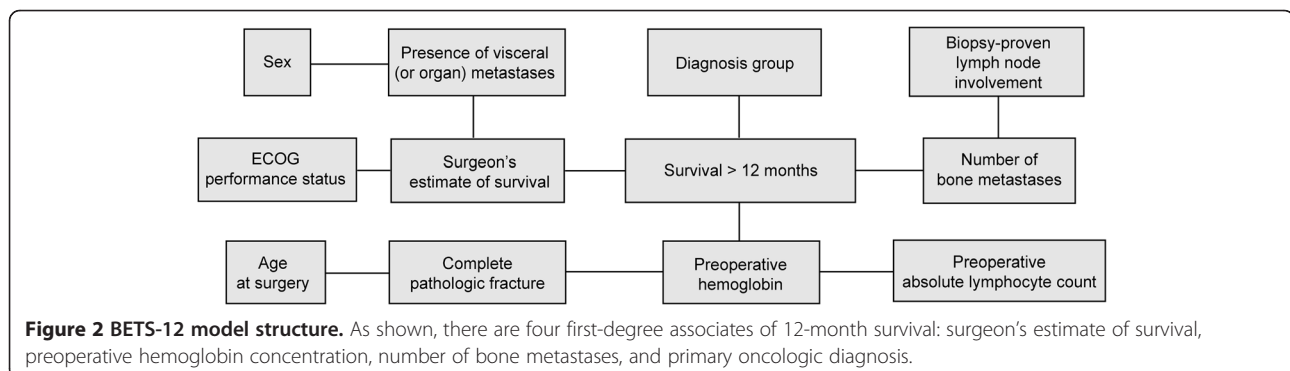 Sex
Presence of visceral
(or organ) metastases
Diagnosis group
Biopsy-proven
lymph node
involvement
ECOG
performance status
Surgeon's
estimate of survival
Survival > 12 months
Number of
bone metastases
Age
at surgery
Complete
pathologic fracture
Preoperative
hemoglobin
Preoperative
absolute lymphocyte count
Figure 2 BETS-12 model structure. As shown, there are four first-degree associates of 12-month survival: surgeon's estimate of survival,
preoperative hemoglobin concentration, number of bone metastases, and primary oncologic diagnosis.